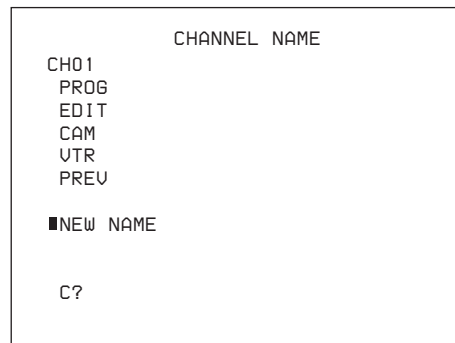 CHANNEL NAME
CH01
PROG
EDIT
CAM
VTR
PREV
NEW NAME
C?